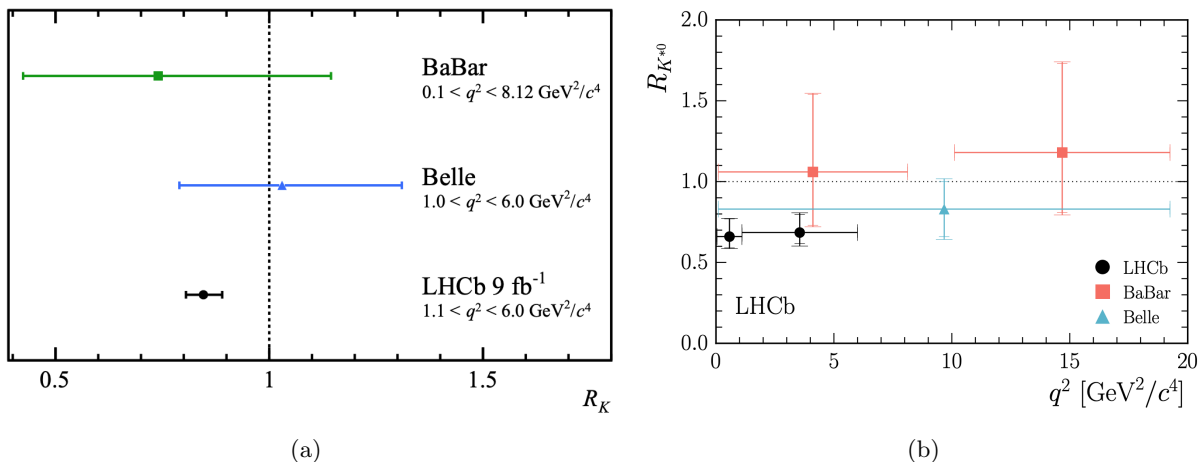 BaBar
0.1 < q² < 8.12 GeV²/c⁴
Belle
1.0 < q² < 6.0 GeV²/c⁴
LHCb 9 fb⁻¹
1.1 < q² < 6.0 GeV²/c⁴
0.5 1 1.5
R_K
(a)
R_{K*0}
2.0
1.5
1.0
0.5
0.0
LHCb
BaBar
Belle
LHCb
0 5 10 15 20
q² [GeV²/c⁴]
(b)